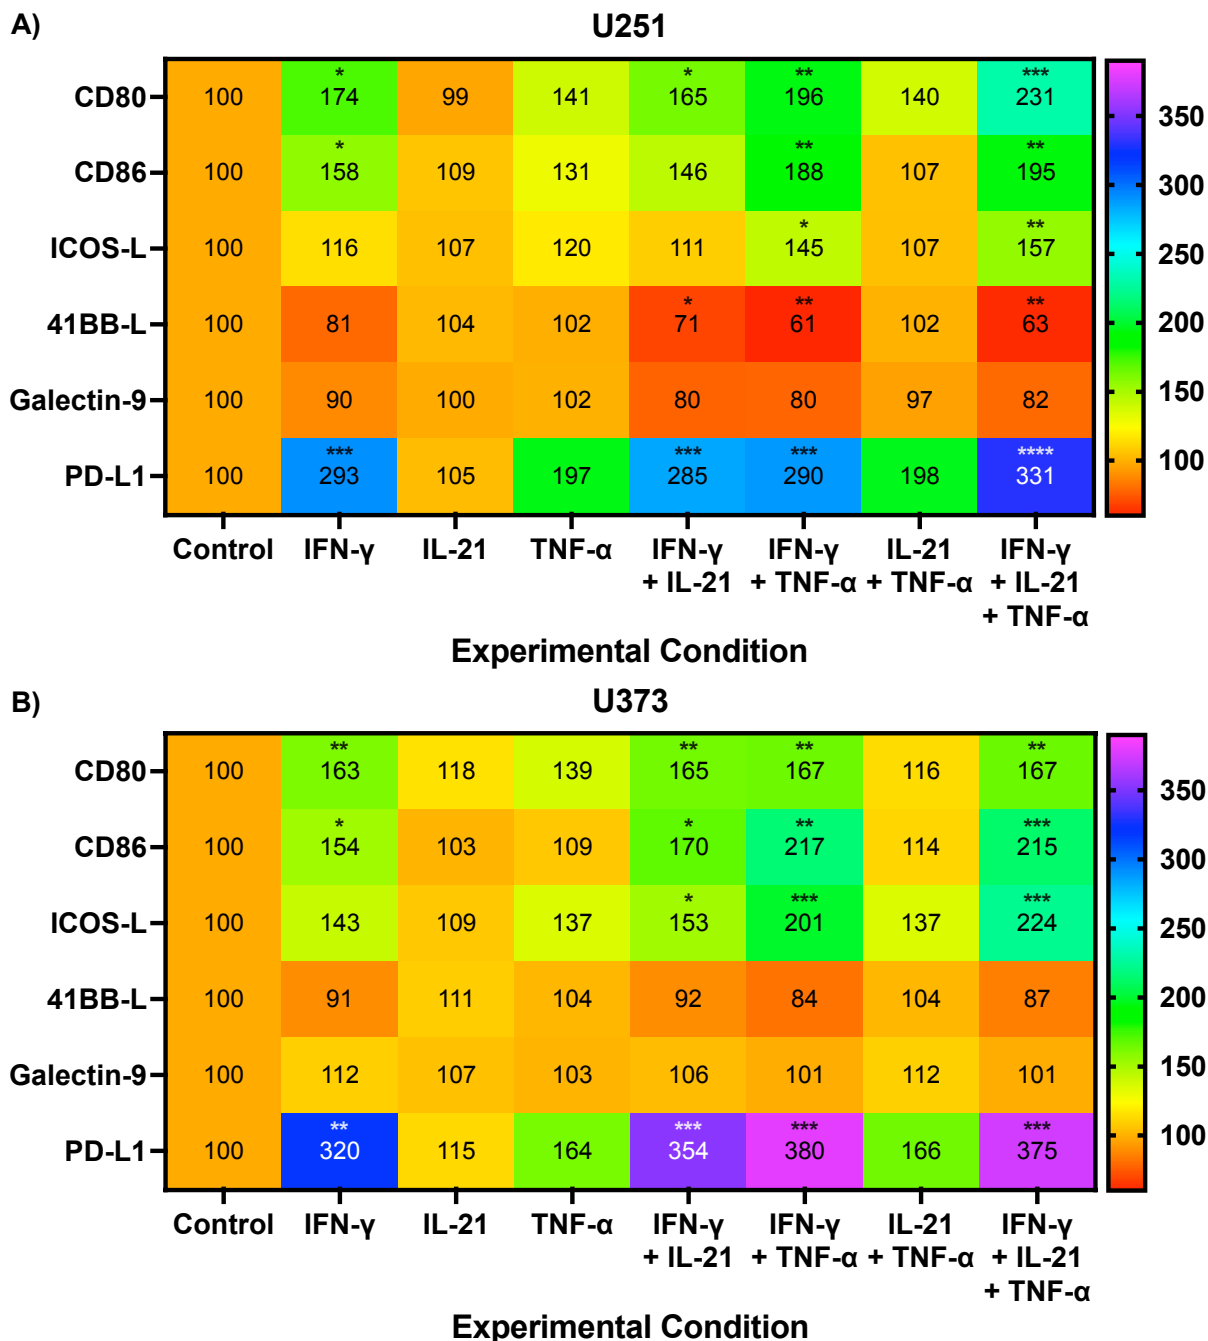 A)
U251
* * ** ***
CD80 100 174 99 141 165 196 140 231
* ** **
CD86 100 158 109 131 146 188 107 195
* **
ICOS-L 100 116 107 120 111 145 107 157
* ** **
41BB-L 100 81 104 102 71 61 102 63
Galectin-9 100 90 100 102 80 80 97 82
*** *** *** ****
PD-L1 100 293 105 197 285 290 198 331
350
300
250
200
150
100
Control IFN-γ IL-21 TNF-α IFN-γ IFN-γ IL-21 IFN-γ
+ IL-21 + TNF-α + TNF-α + IL-21
+ TNF-α
Experimental Condition
B)
U373
** ** ** **
CD80 100 163 118 139 165 167 116 167
* * ** ***
CD86 100 154 103 109 170 217 114 215
* *** ***
ICOS-L 100 143 109 137 153 201 137 224
41BB-L 100 91 111 104 92 84 104 87
Galectin-9 100 112 107 103 106 101 112 101
** *** *** ***
PD-L1 100 320 115 164 354 380 166 375
350
300
250
200
150
100
Control IFN-γ IL-21 TNF-α IFN-γ IFN-γ IL-21 IFN-γ
+ IL-21 + TNF-α + TNF-α + IL-21
+ TNF-α
Experimental Condition